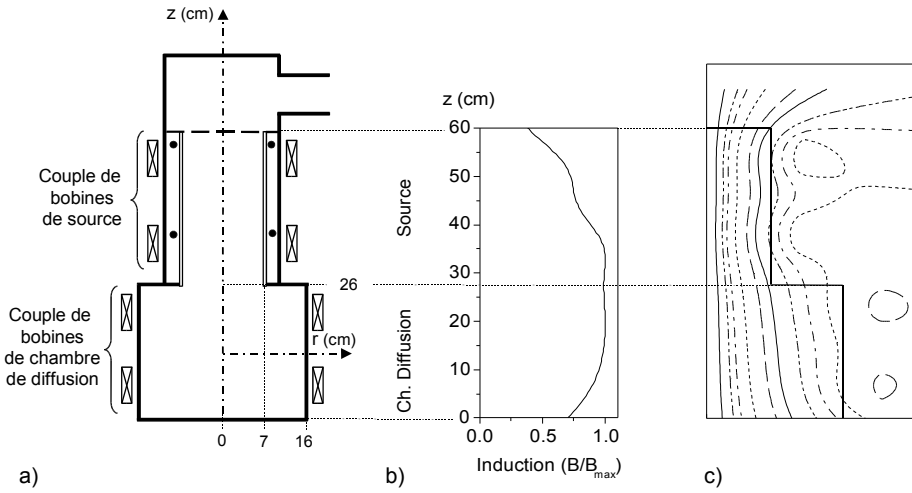 z (cm)
Couple de
bobines
de source
Couple de
bobines
de chambre
de diffusion
26
r (cm)
0
7
16
a)
z (cm)
60
50
40
30
20
10
0
Source
Ch. Diffusion
0.0
0.5
1.0
Induction (B/Bmax)
b)
c)